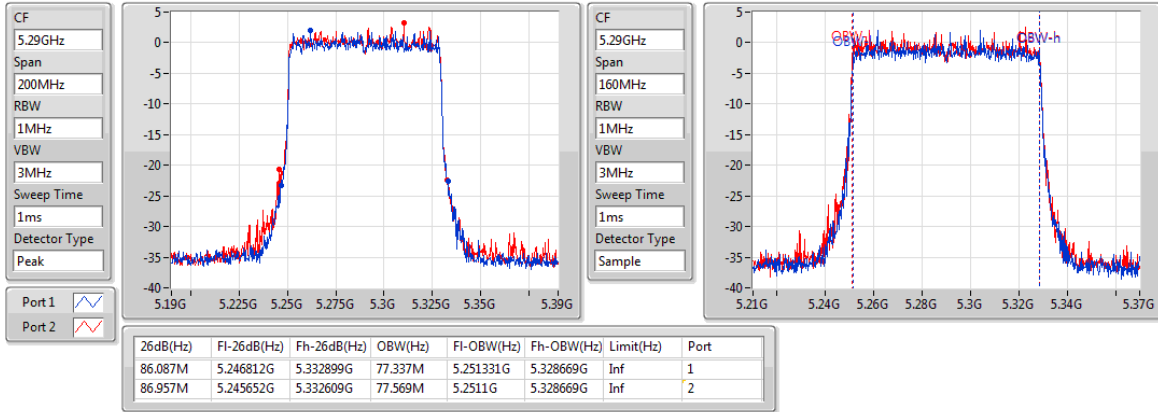 CF
5.29GHz
Span
200MHz
RBW
1MHz
VBW
3MHz
Sweep Time
1ms
Detector Type
Peak
Port 1
Port 2
5
0
-5
-10
-15
-20
-25
-30
-35
-40
5.19G 5.225G 5.25G 5.275G 5.3G 5.325G 5.35G 5.39G
CF
5.29GHz
Span
160MHz
RBW
1MHz
VBW
3MHz
Sweep Time
1ms
Detector Type
Sample
5
0
-5
-10
-15
-20
-25
-30
-35
-40
OBW-h
5.21G 5.24G 5.26G 5.28G 5.3G 5.32G 5.34G 5.37G
26dB(Hz) Fl-26dB(Hz) Fh-26dB(Hz) OBW(Hz) Fl-OBW(Hz) Fh-OBW(Hz) Limit(Hz) Port
86.087M 5.246812G 5.332899G 77.337M 5.251331G 5.328669G Inf 1
86.957M 5.245652G 5.332609G 77.569M 5.2511G 5.328669G Inf 2